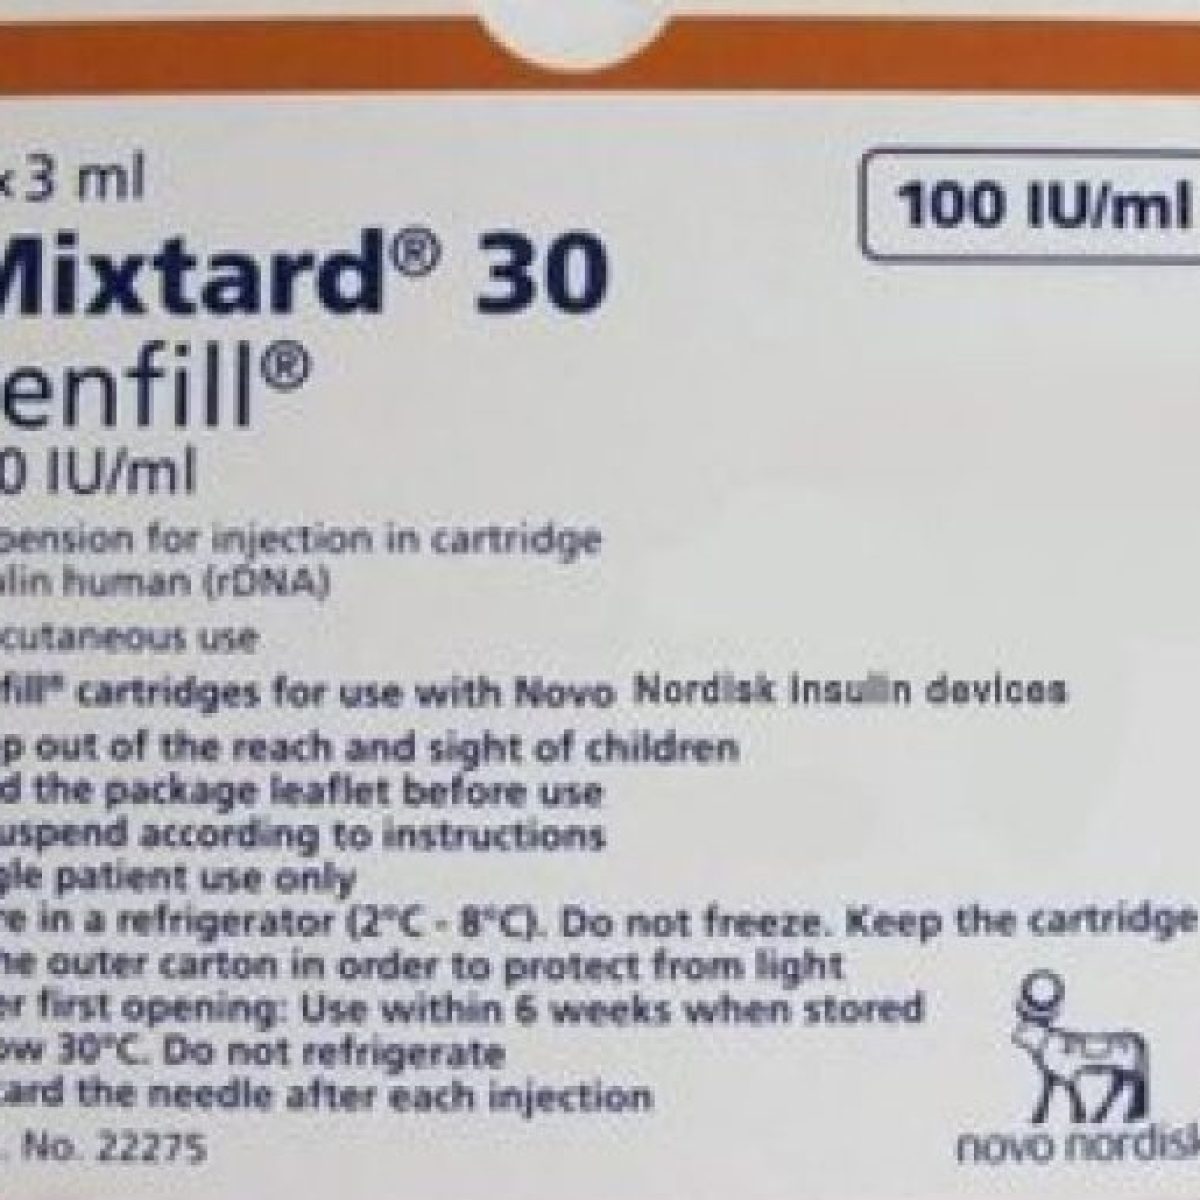 x 3 ml
100 IU/ml
Mixtard® 30
enfill®
0 IU/ml
pension for injection in cartridge
lin human (rDNA)
cutaneous use
fill® cartridges for use with Novo Nordisk Insulin devices
p out of the reach and sight of children
d the package leaflet before use
uspend according to instructions
gle patient use only
re in a refrigerator (2°C - 8°C). Do not freeze. Keep the cartridge
he outer carton in order to protect from light
er first opening: Use within 6 weeks when stored
ow 30°C. Do not refrigerate
card the needle after each injection
. No. 22275
novo nordisk